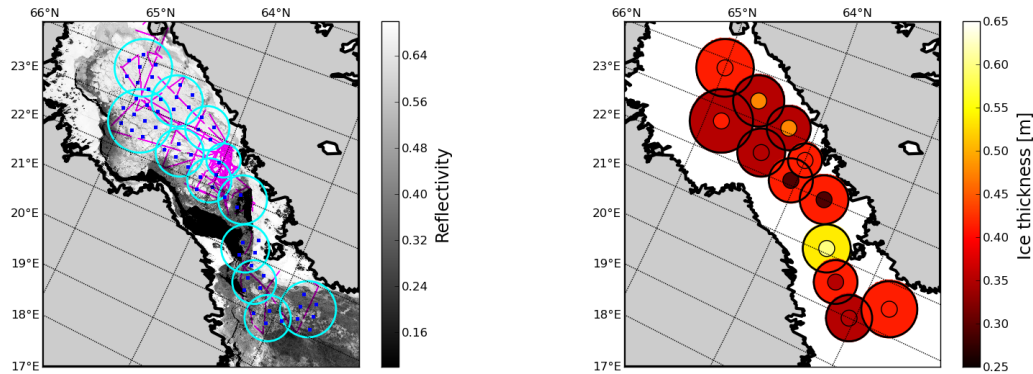 66°N 65°N 64°N
23°E
22°E
21°E
20°E
19°E
18°E
17°E
0.64
0.56
0.48
0.40
0.32
0.24
0.16
Reflectivity
66°N 65°N 64°N
23°E
22°E
21°E
20°E
19°E
18°E
17°E
0.65
0.60
0.55
0.50
0.45
0.40
0.35
0.30
0.25
Ice thickness [m]